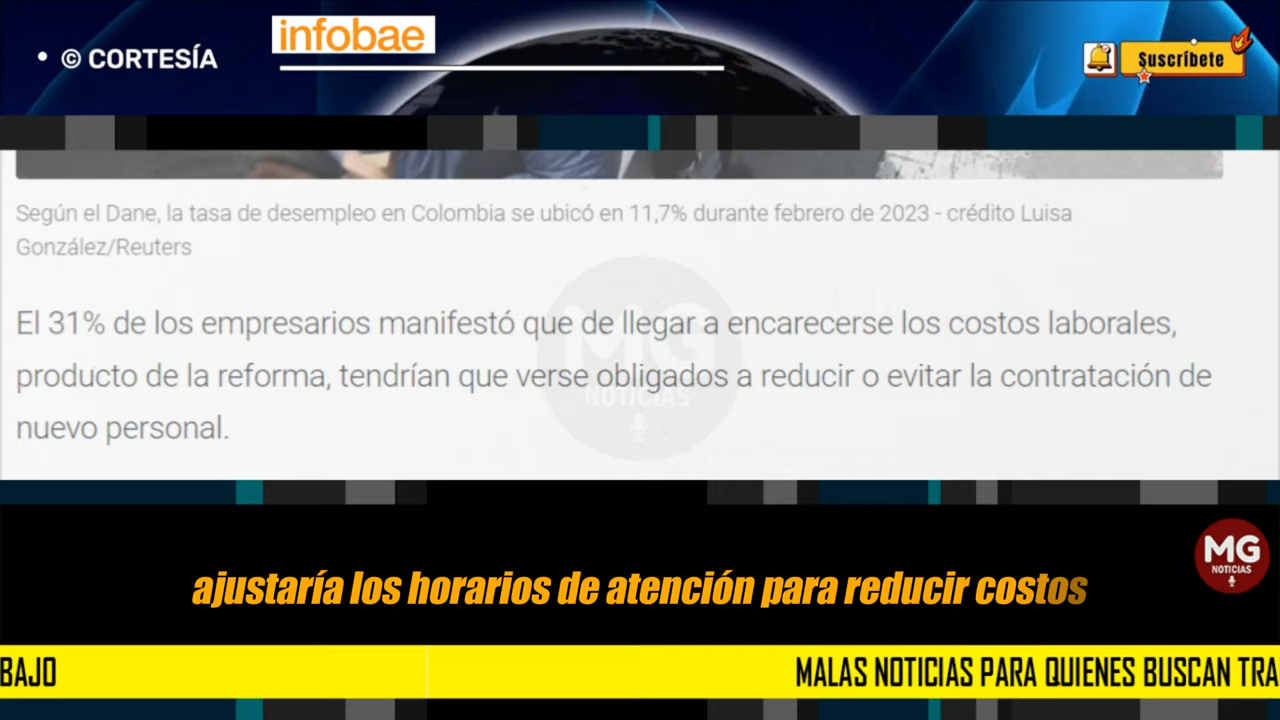 • © CORTESÍA
infobae
Suscríbete
Según el Dane, la tasa de desempleo en Colombia se ubicó en 11,7% durante febrero de 2023 - crédito Luisa
González/Reuters
El 31% de los empresarios manifestó que de llegar a encarecerse los costos laborales,
producto de la reforma, tendrían que verse obligados a reducir o evitar la contratación de
nuevo personal.
MG
NOTICIAS
MG
NOTICIAS
ajustaría los horarios de atención para reducir costos
BAJO
MALAS NOTICIAS PARA QUIENES BUSCAN TRA